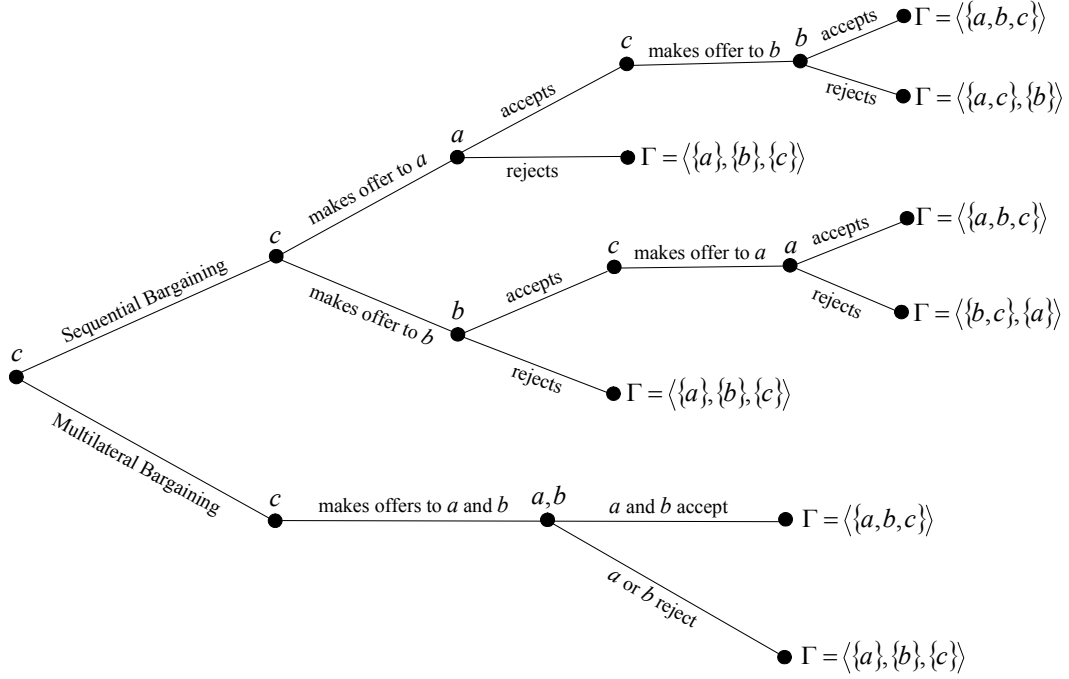 c
Sequential Bargaining
c
makes offer to a
a
accepts
c
makes offer to b
b
accepts
Γ = ⟨{a,b,c}⟩
rejects
Γ = ⟨{a,c},{b}⟩
rejects
Γ = ⟨{a},{b},{c}⟩
makes offer to b
b
accepts
c
makes offer to a
a
accepts
Γ = ⟨{a,b,c}⟩
rejects
Γ = ⟨{b,c},{a}⟩
rejects
Γ = ⟨{a},{b},{c}⟩
Multilateral Bargaining
c
makes offers to a and b
a,b
a and b accept
Γ = ⟨{a,b,c}⟩
a or b reject
Γ = ⟨{a},{b},{c}⟩